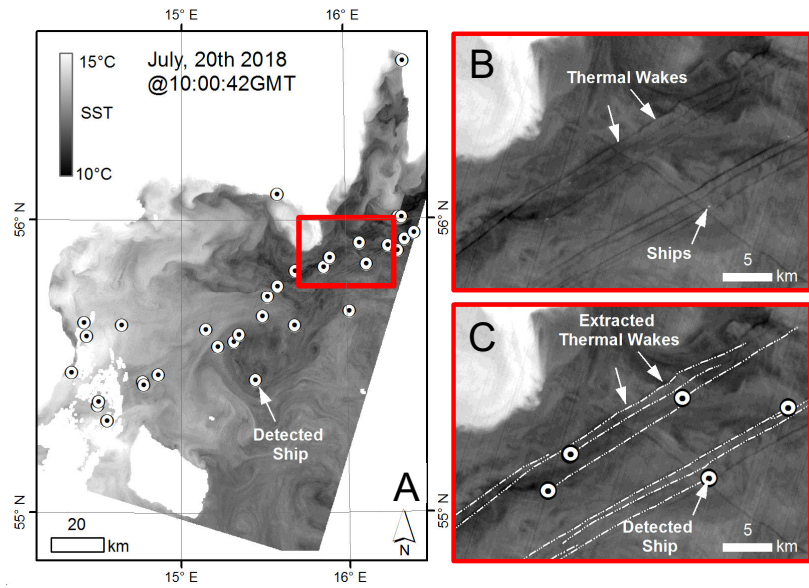 15° E
16° E
July, 20th 2018
@10:00:42GMT
15°C
SST
10°C
56° N
55° N
Detected
Ship
A
N
20
km
15° E
16° E
B
Thermal Wakes
Ships
5
km
56° N
C
Extracted
Thermal Wakes
Detected
Ship
5
km
55° N